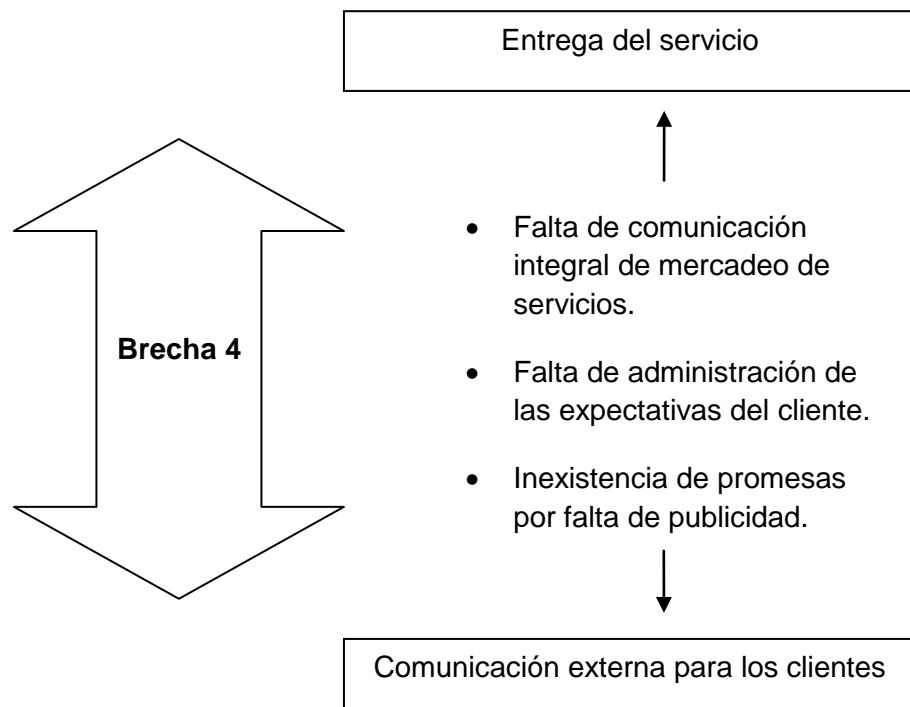 Entrega del servicio
Brecha 4
• Falta de comunicación
integral de mercadeo de
servicios.
• Falta de administración de
las expectativas del cliente.
• Inexistencia de promesas
por falta de publicidad.
Comunicación externa para los clientes